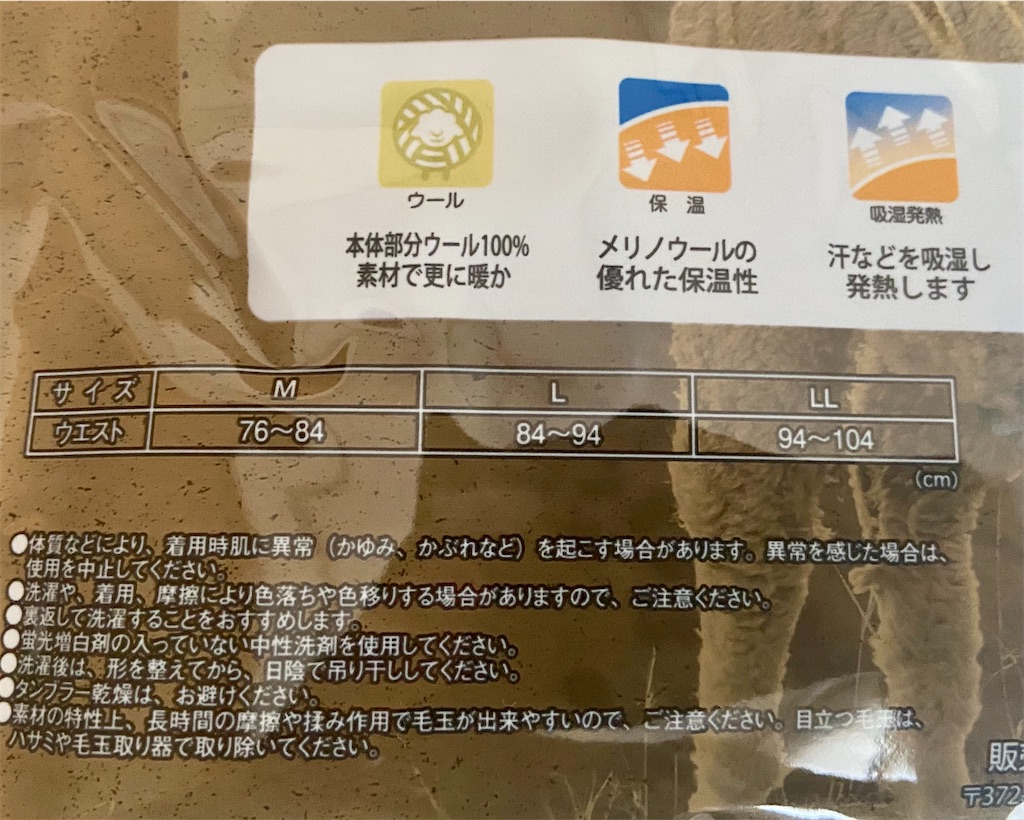 ウール
保 温
吸湿発熱
本体部分ウール100%
素材で更に暖か
メリノウールの
優れた保温性
汗などを吸湿し
発熱します
サイズ M L LL
ウエスト 76〜84 84〜94 94〜104
(cm)
●体質などにより、着用時肌に異常（かゆみ、かぶれなど）を起こす場合があります。異常を感じた場合は、
使用を中止してください。
●洗濯や、着用、摩擦により色落ちや色移りする場合がありますので、ご注意ください。
●裏返して洗濯することをおすすめします。
●蛍光増白剤の入っていない中性洗剤を使用してください。
●洗濯後は、形を整えてから、日陰で吊り干ししてください。
●タンブラー乾燥は、お避けください。
●素材の特性上、長時間の摩擦や揉み作用で毛玉が出来やすいので、ご注意ください。目立つ毛玉は、
ハサミや毛玉取り器で取り除いてください。
販売
〒372-